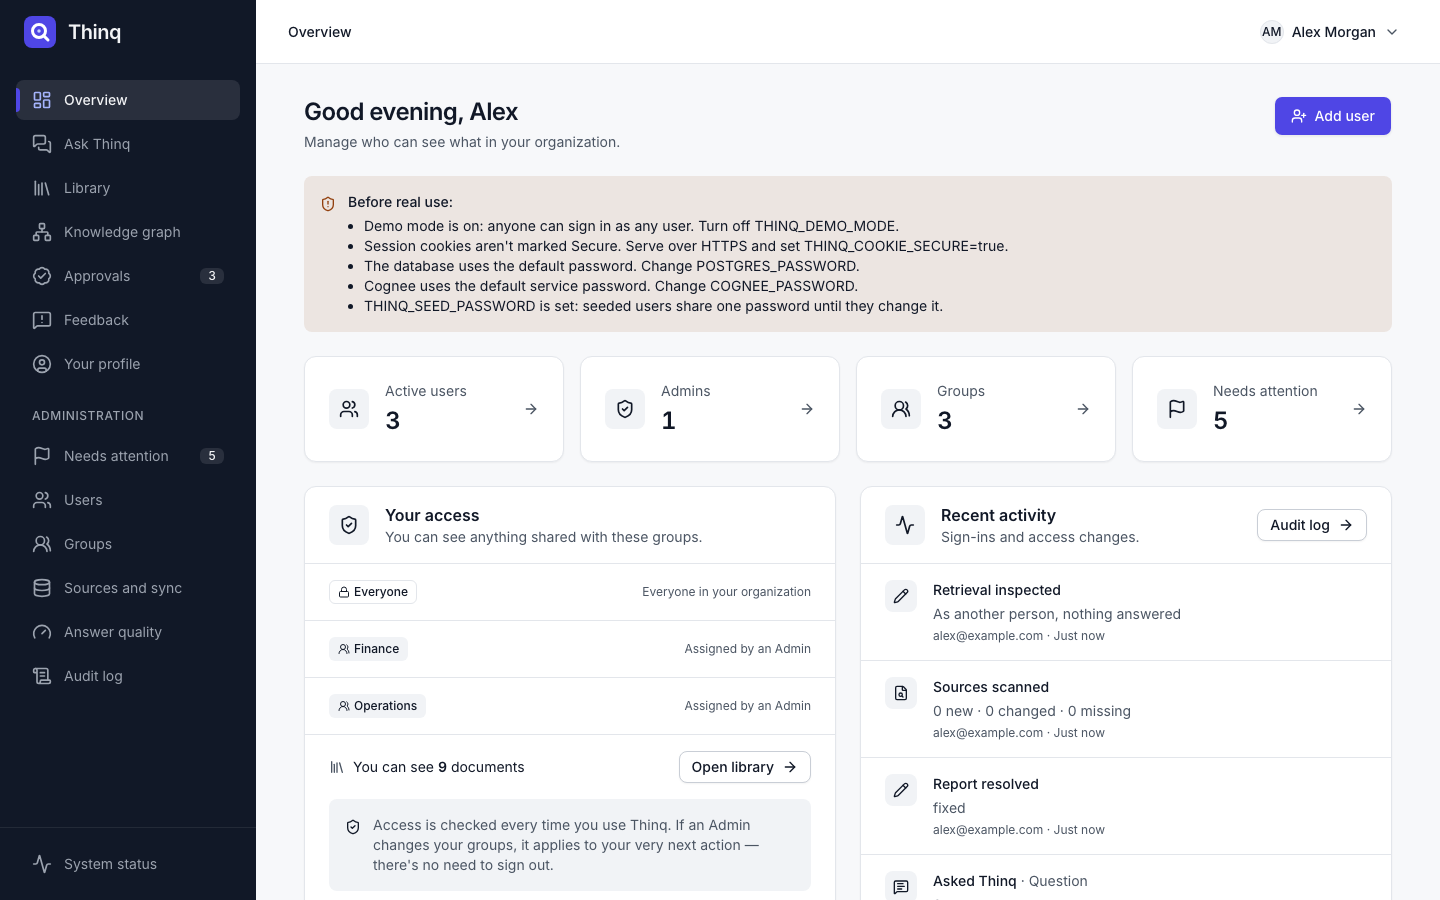 Thinq
Overview
Ask Thinq
Library
Knowledge graph
Approvals 3
Feedback
Your profile
ADMINISTRATION
Needs attention 5
Users
Groups
Sources and sync
Answer quality
Audit log
System status
Overview
AM Alex Morgan
Good evening, Alex
Manage who can see what in your organization.
Add user
Before real use:
• Demo mode is on: anyone can sign in as any user. Turn off THINQ_DEMO_MODE.
• Session cookies aren't marked Secure. Serve over HTTPS and set THINQ_COOKIE_SECURE=true.
• The database uses the default password. Change POSTGRES_PASSWORD.
• Cognee uses the default service password. Change COGNEE_PASSWORD.
• THINQ_SEED_PASSWORD is set: seeded users share one password until they change it.
Active users
3
Admins
1
Groups
3
Needs attention
5
Your access
You can see anything shared with these groups.
Everyone Everyone in your organization
Finance Assigned by an Admin
Operations Assigned by an Admin
You can see 9 documents
Open library
Access is checked every time you use Thinq. If an Admin
changes your groups, it applies to your very next action —
there's no need to sign out.
Recent activity
Sign-ins and access changes.
Audit log
Retrieval inspected
As another person, nothing answered
alex@example.com · Just now
Sources scanned
0 new · 0 changed · 0 missing
alex@example.com · Just now
Report resolved
fixed
alex@example.com · Just now
Asked Thinq · Question